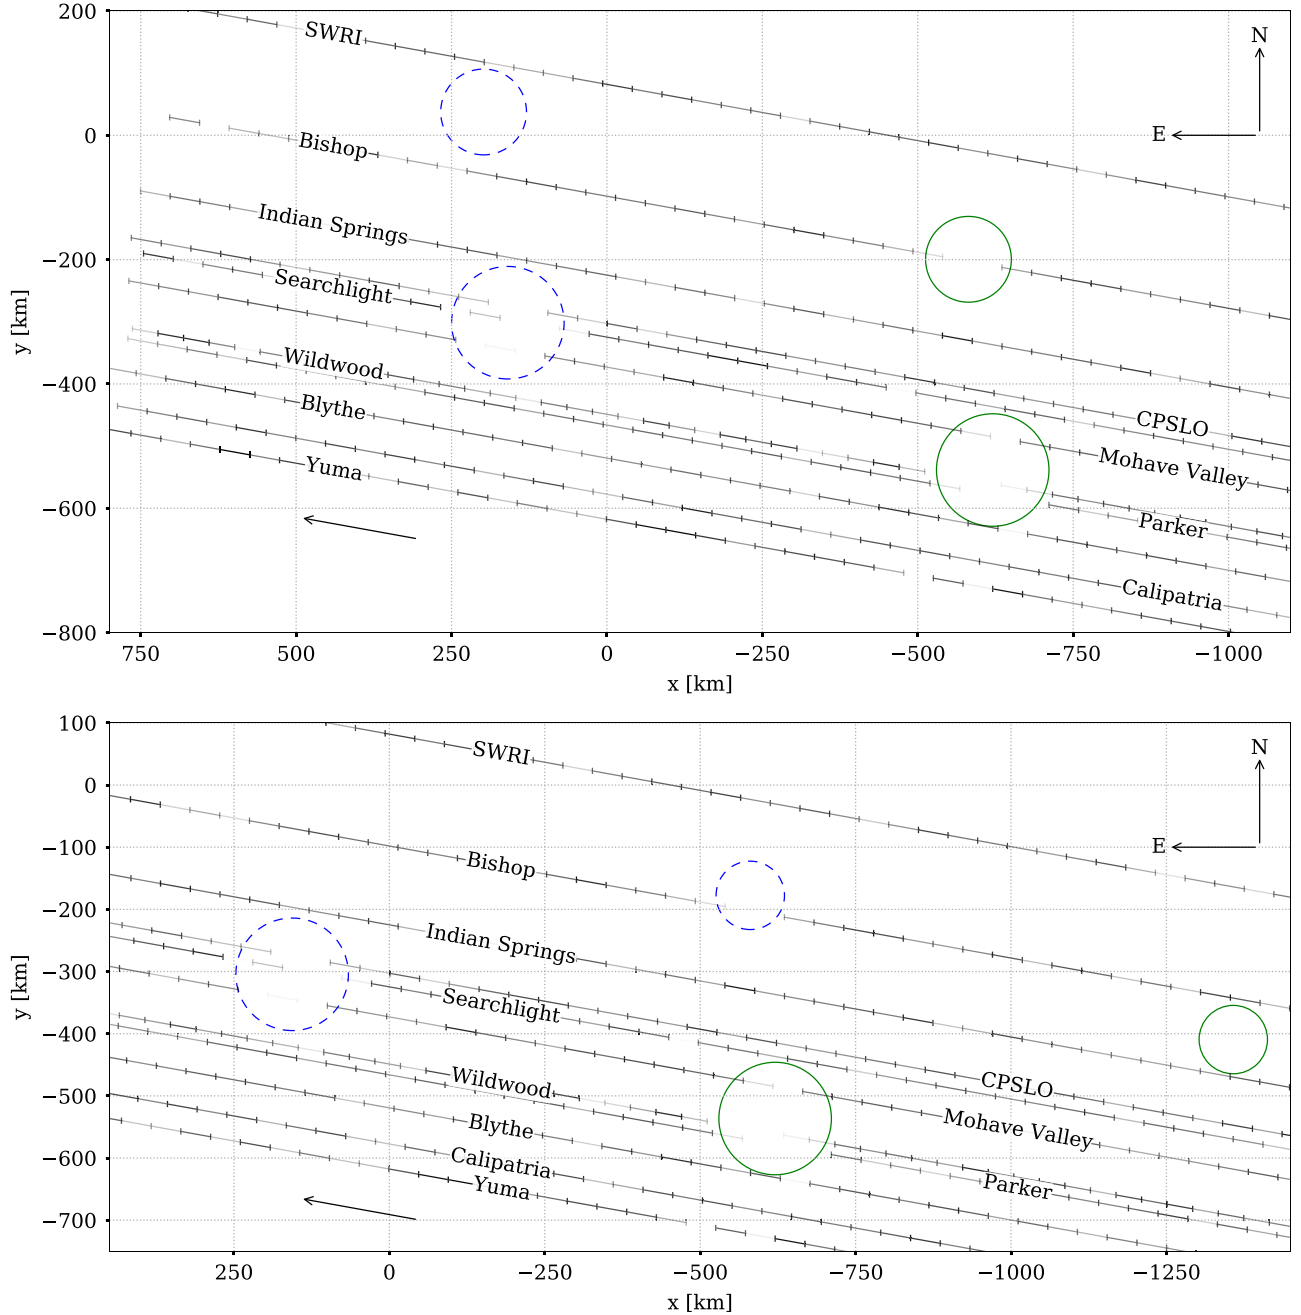 200
0
−200
−400
−600
−800
y [km]
SWRI
Bishop
Indian Springs
Searchlight
Wildwood
Blythe
Yuma
CPSLO
Mohave Valley
Parker
Calipatria
N
E
750
500
250
0
−250
−500
−750
−1000
x [km]
100
0
−100
−200
−300
−400
−500
−600
−700
y [km]
SWRI
Bishop
Indian Springs
Searchlight
Wildwood
Blythe
Calipatria
Yuma
CPSLO
Mohave Valley
Parker
N
E
250
0
−250
−500
−750
−1000
−1250
x [km]